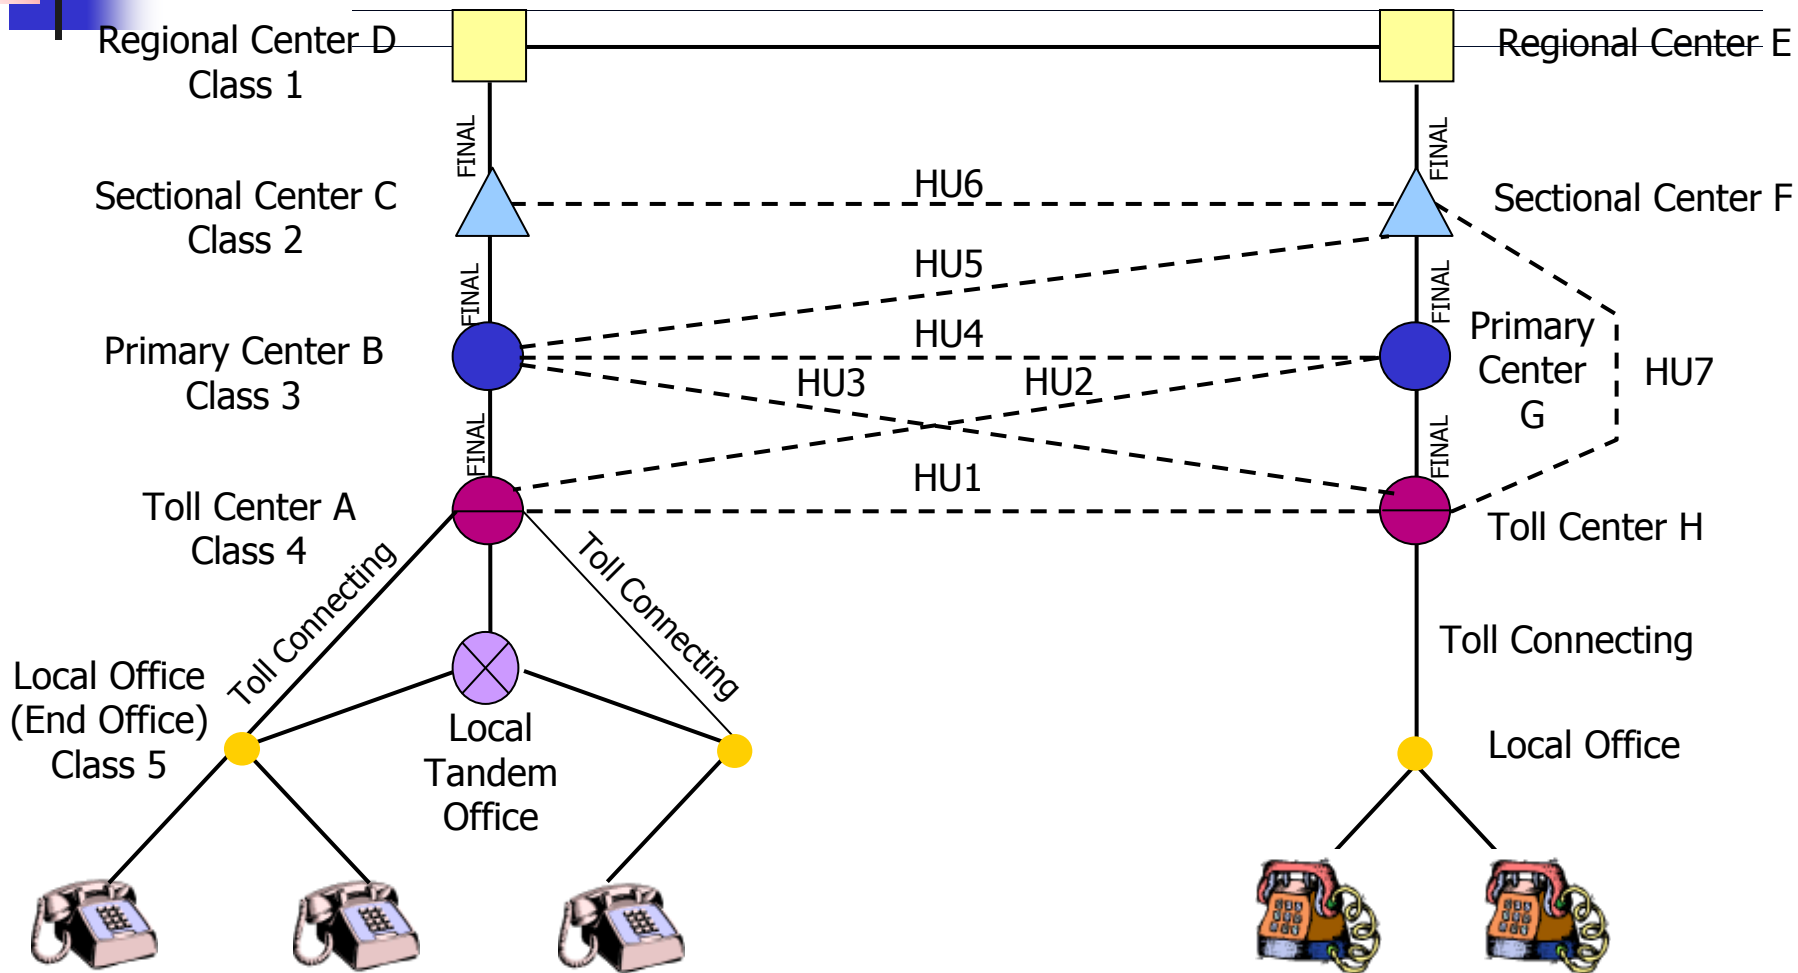 Regional Center D
Class 1
Regional Center E
FINAL
FINAL
Sectional Center C
Class 2
HU6
Sectional Center F
HU5
FINAL
FINAL
Primary Center B
Class 3
HU4
HU3
HU2
Primary
Center
G
HU7
FINAL
FINAL
HU1
Toll Center A
Class 4
Toll Center H
Toll Connecting
Toll Connecting
Toll Connecting
Local Office
(End Office)
Class 5
Local
Tandem
Office
Local Office